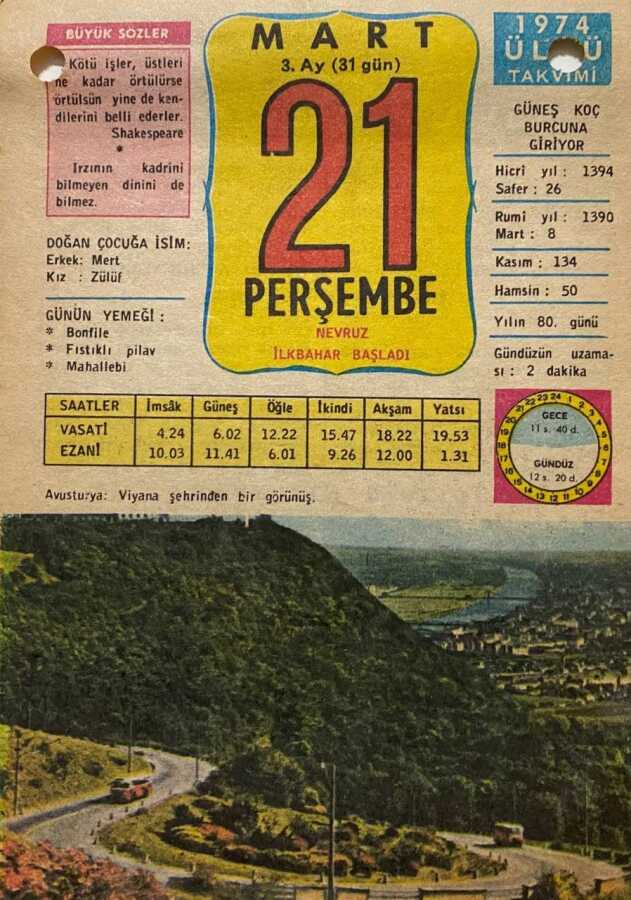 BÜYÜK SÖZLER
Kötü işler, üstleri
ne kadar örtülürse
örtülsün yine de ken-
dilerini belli ederler.
Shakespeare
*
Irzının kadrini
bilmeyen dinini de
bilmez.
DOĞAN ÇOCUĞA İSİM:
Erkek: Mert
Kız : Zülüf
GÜNÜN YEMEĞİ :
* Bonfile
* Fıstıklı pilav
* Mahallebi
MART
3. Ay (31 gün)
21
PERŞEMBE
NEVRUZ
İLKBAHAR BAŞLADI
1974
TAKVİMİ
GÜNEŞ KOÇ
BURCUNA
GİRİYOR
Hicri yıl : 1394
Safer : 26
Rumi yıl : 1390
Mart : 8
Kasım : 134
Hamsin : 50
Yılın 80. günü
Gündüzün uzama-
sı : 2 dakika
SAATLER İmsâk Güneş Öğle İkindi Akşam Yatsı
VASATİ 4.24 6.02 12.22 15.47 18.22 19.53
EZANİ 10.03 11.41 6.01 9.26 12.00 1.31
GECE
11 s. 40 d.
GÜNDÜZ
12 s. 20 d.
Avusturya: Viyana şehrinden bir görünüş.